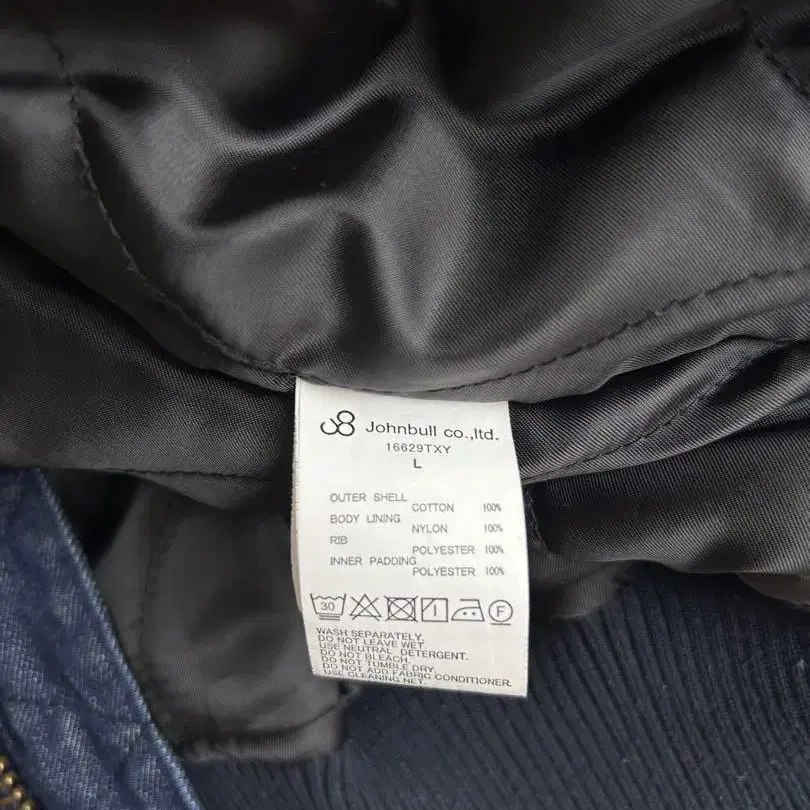 Johnbull co.,ltd.
16629TXY
L
OUTER SHELL
COTTON 100%
BODY LINING
NYLON 100%
RIB
POLYESTER 100%
INNER PADDING
POLYESTER 100%
30 F
WASH SEPARATELY.
DO NOT LEAVE WET
USE NEUTRAL DETERGENT.
DO NOT BLEACH.
DO NOT TUMBLE DRY.
DO NOT ADD FABRIC CONDITIONER.
USE CLEANING NET.